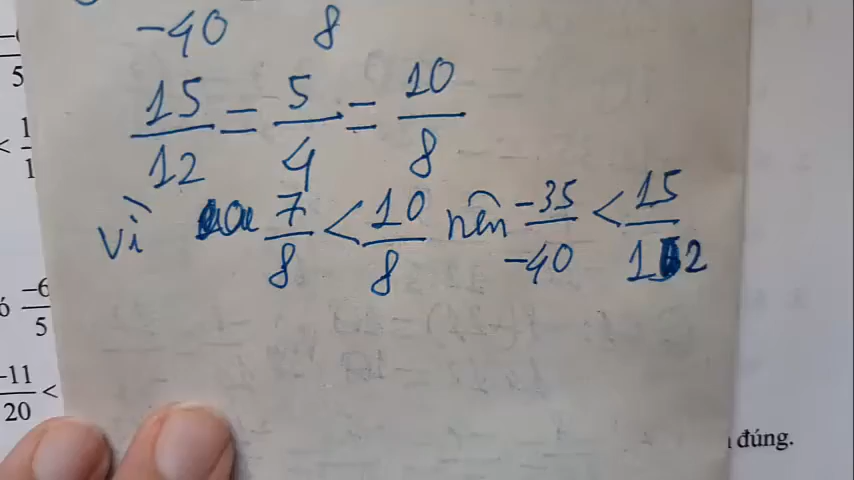 -40 8
15/12 = 5/4 = 10/8
Vì 7/8 < 10/8 nên -35/-40 < 15/12
5
< 1/1
ó -6/5
-11/20 <
đúng.